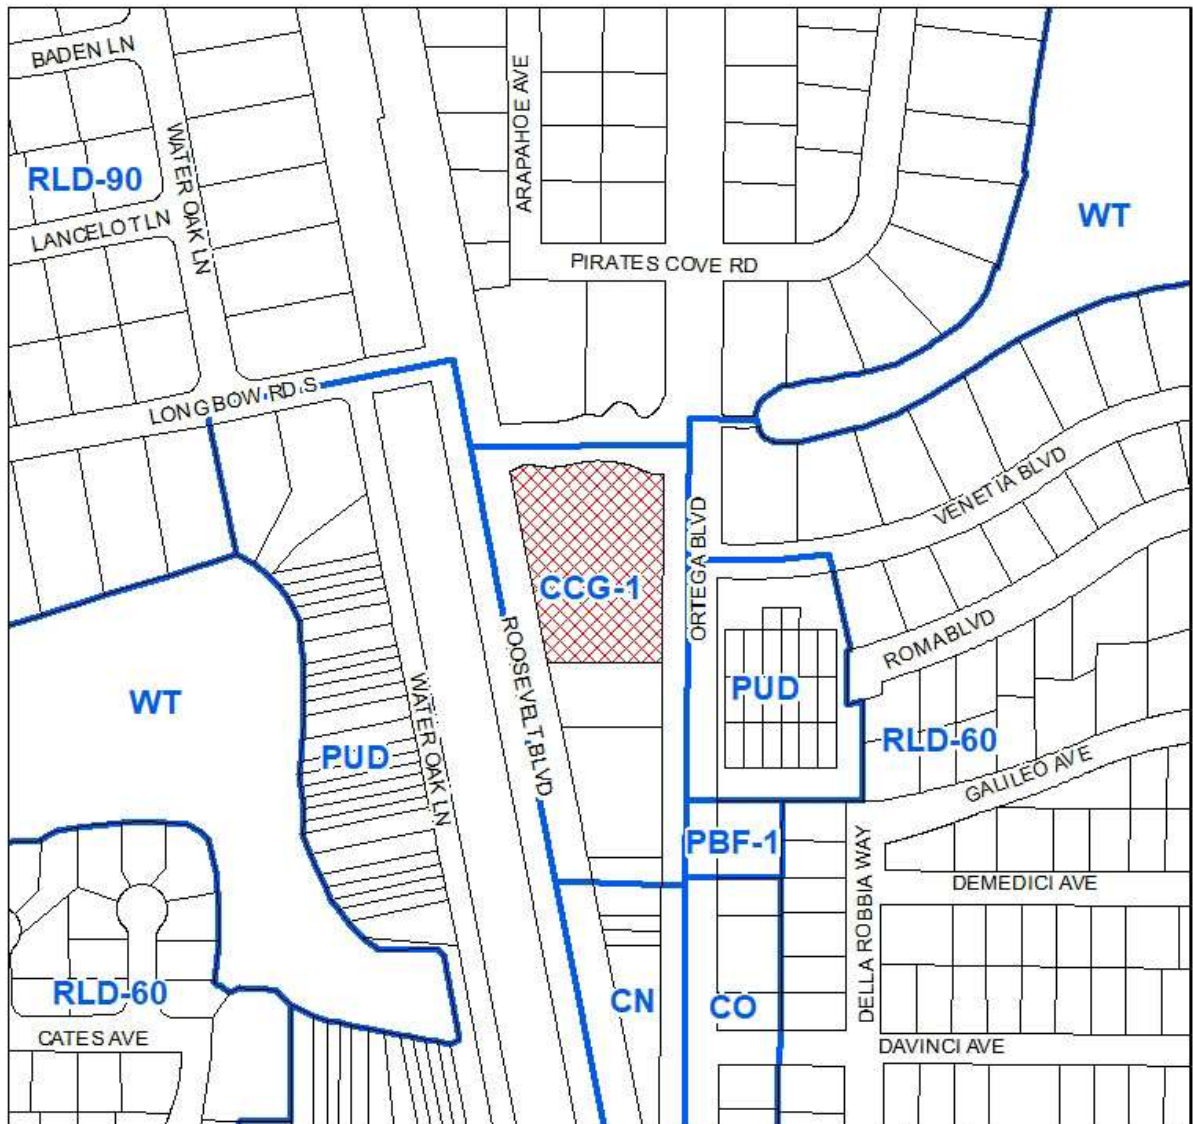 BADEN LN
WATER OAK LN
ARAPAHOE AVE
RLD-90
LANCELOT LN
WT
PIRATES COVE RD
LONGBOW RD S
VENETIA BLVD
ORTEGA BLVD
CCG-1
ROOSEVELT BLVD
ROMA BLVD
WT
PUD
WATER OAK LN
PUD
RLD-60
GALILEO AVE
PBF-1
DELLA ROBBIA WAY
DEMEDICI AVE
RLD-60
CN
CO
CATES AVE
DAVINCI AVE